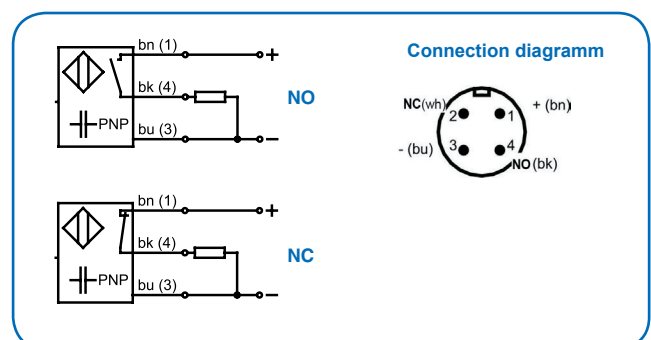 bn (1)
+
bk (4)
NO
PNP
bu (3)
−
bn (1)
+
bk (4)
NC
PNP
bu (3)
−
Connection diagramm
NC(wh) 2 1 + (bn)
- (bu) 3 4 NO(bk)